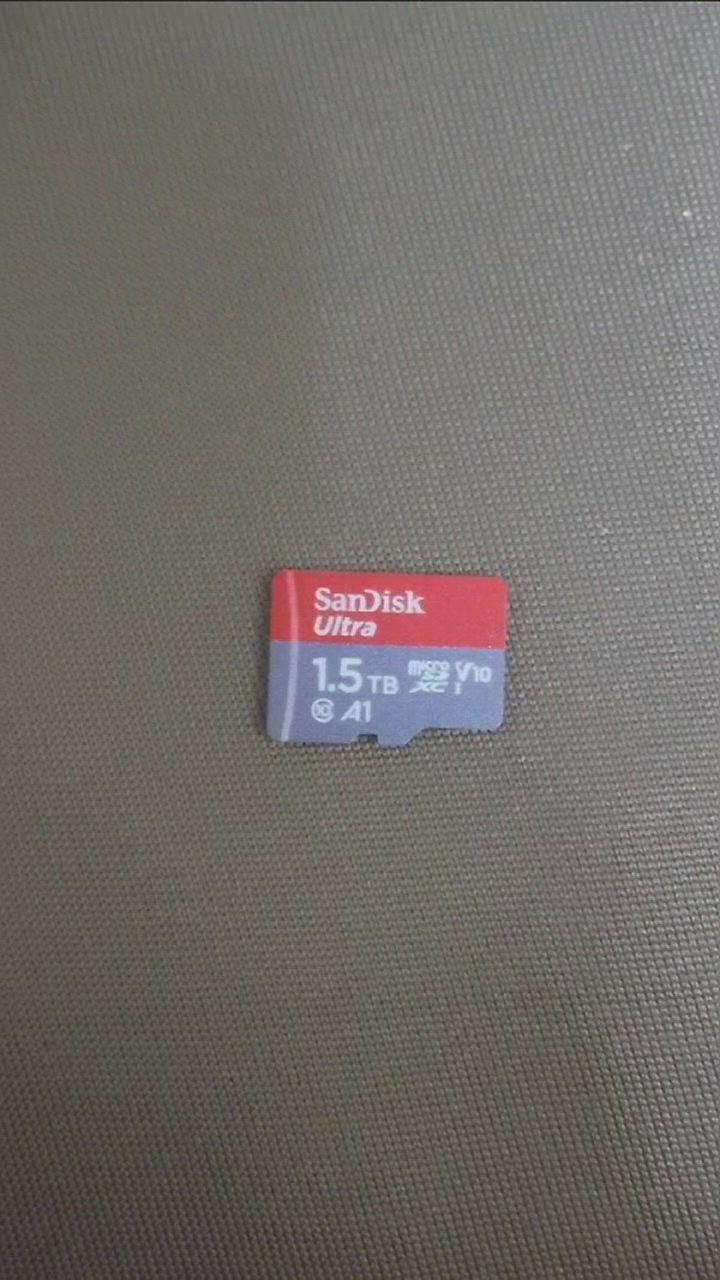 SanDisk
Ultra
1.5 TB micro SD XC I V10
10 A1